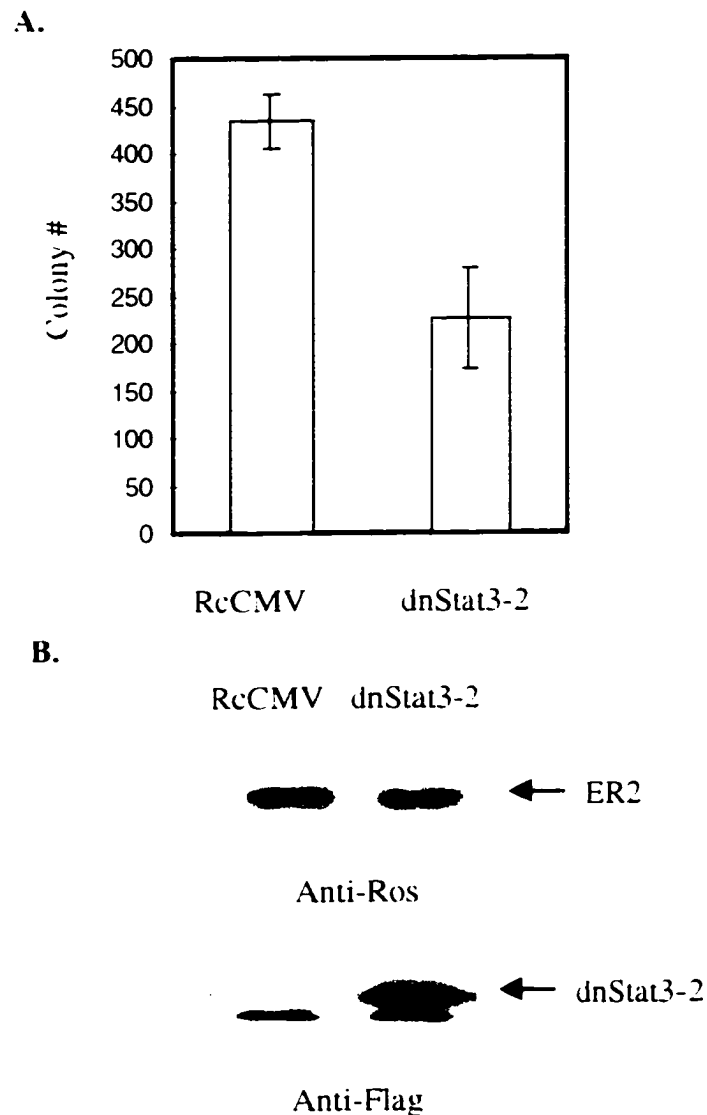 A.
500
450
400
350
300
250
200
150
100
50
0
Colony #
RcCMV dnStat3-2
B.
RcCMV dnStat3-2
ER2
Anti-Ros
dnStat3-2
Anti-Flag